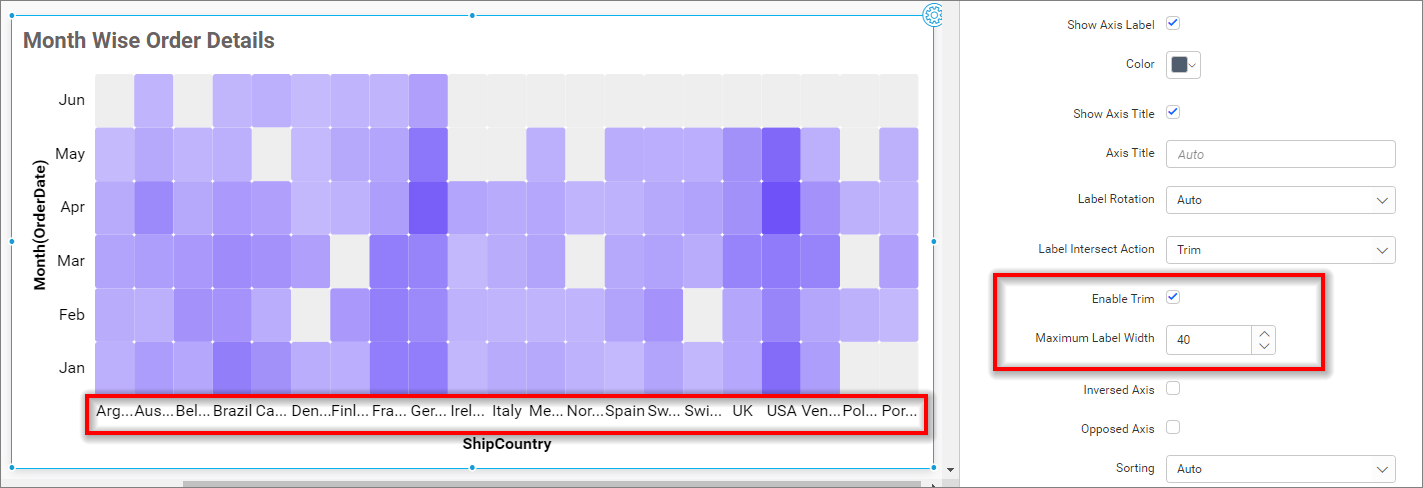 Month Wise Order Details
Jun
May
Apr
Mar
Feb
Jan
Month(OrderDate)
Arg... Aus... Bel... Brazil Ca... Den... Finl... Fra... Ger... Irel... Italy Me... Nor... Spain Sw... Swi... UK USA Ven... Pol... Por...
ShipCountry
Show Axis Label
Color
Show Axis Title
Axis Title Auto
Label Rotation Auto
Label Intersect Action Trim
Enable Trim
Maximum Label Width 40
Inversed Axis
Opposed Axis
Sorting Auto